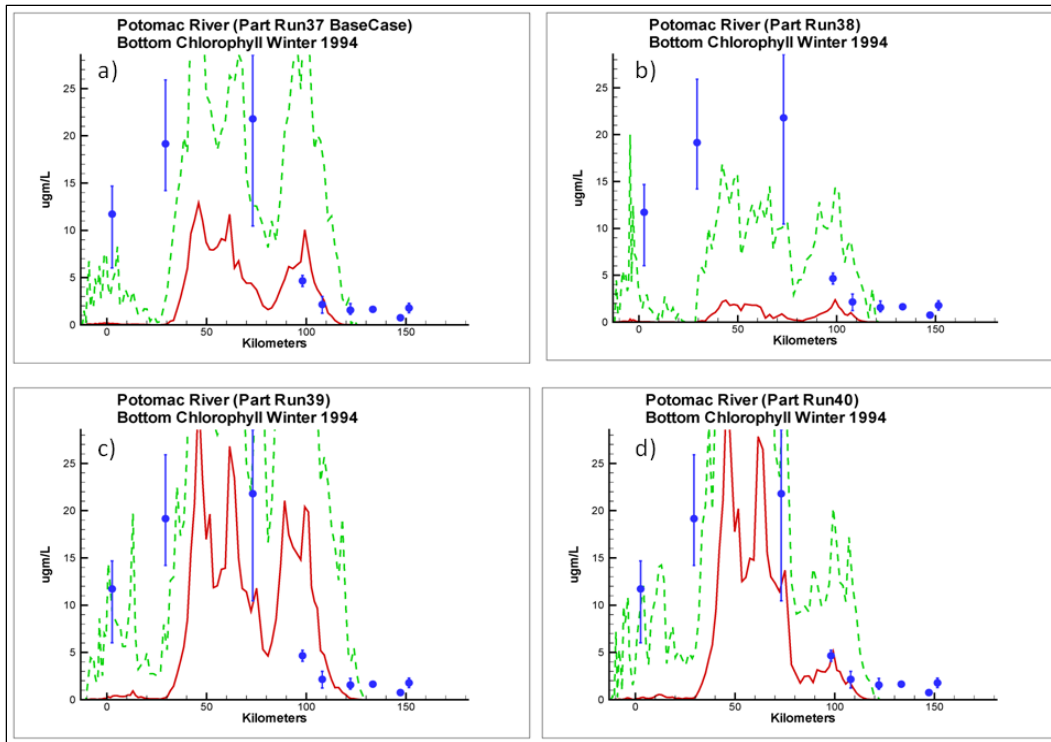 Potomac River (Part Run37 BaseCase)
Bottom Chlorophyll Winter 1994
a)
25
20
15
10
5
0
ugm/L
0
50
100
150
Kilometers
Potomac River (Part Run38)
Bottom Chlorophyll Winter 1994
b)
25
20
15
10
5
0
ugm/L
0
50
100
150
Kilometers
Potomac River (Part Run39)
Bottom Chlorophyll Winter 1994
c)
25
20
15
10
5
0
ugm/L
0
50
100
150
Kilometers
Potomac River (Part Run40)
Bottom Chlorophyll Winter 1994
d)
25
20
15
10
5
0
ugm/L
0
50
100
150
Kilometers